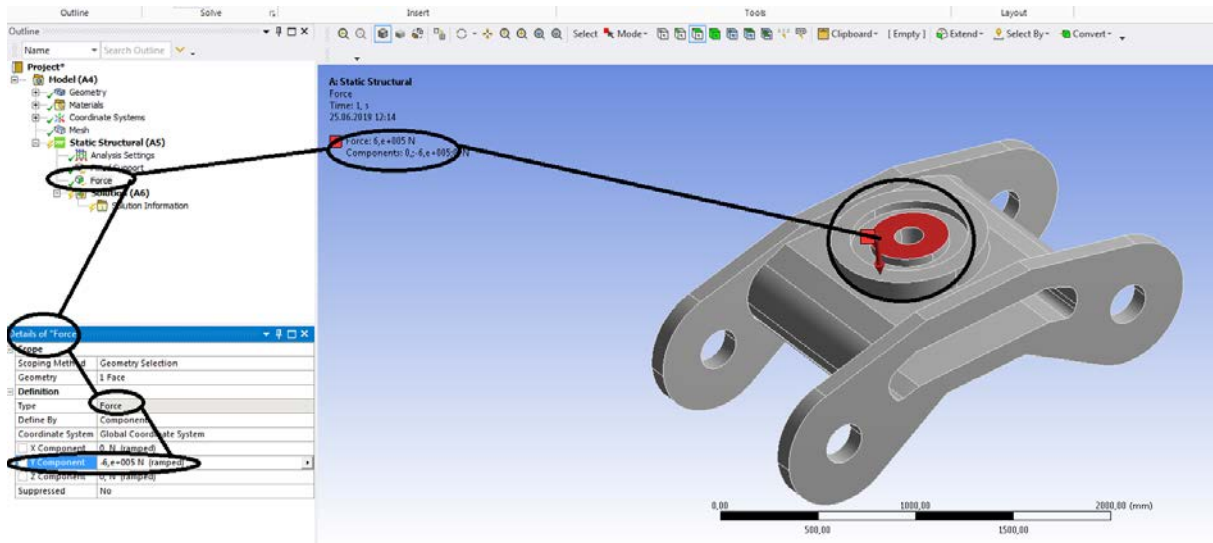 Outline
Solve
Insert
Tools
Layout
Outline
Name
Search Outline
Select
Mode
Clipboard
[ Empty ]
Extend
Select By
Convert
Project*
Model (A4)
Geometry
Materials
Coordinate Systems
Mesh
Static Structural (A5)
Analysis Settings
Support
Force
Solution (A6)
Solution Information
A: Static Structural
Force
Time: 1, s
25.06.2019 12:14
Force: 6,e+005 N
Components: 0,;-6,e+005;0, N
Details of "Force
Scope
Scoping Method Geometry Selection
Geometry 1 Face
Definition
Type Force
Define By Component
Coordinate System Global Coordinate System
X Component 0, N (ramped)
Y Component -6,e+005 N (ramped)
Z Component 0, N (ramped)
Suppressed No
0,00 1000,00 2000,00 (mm)
500,00 1500,00